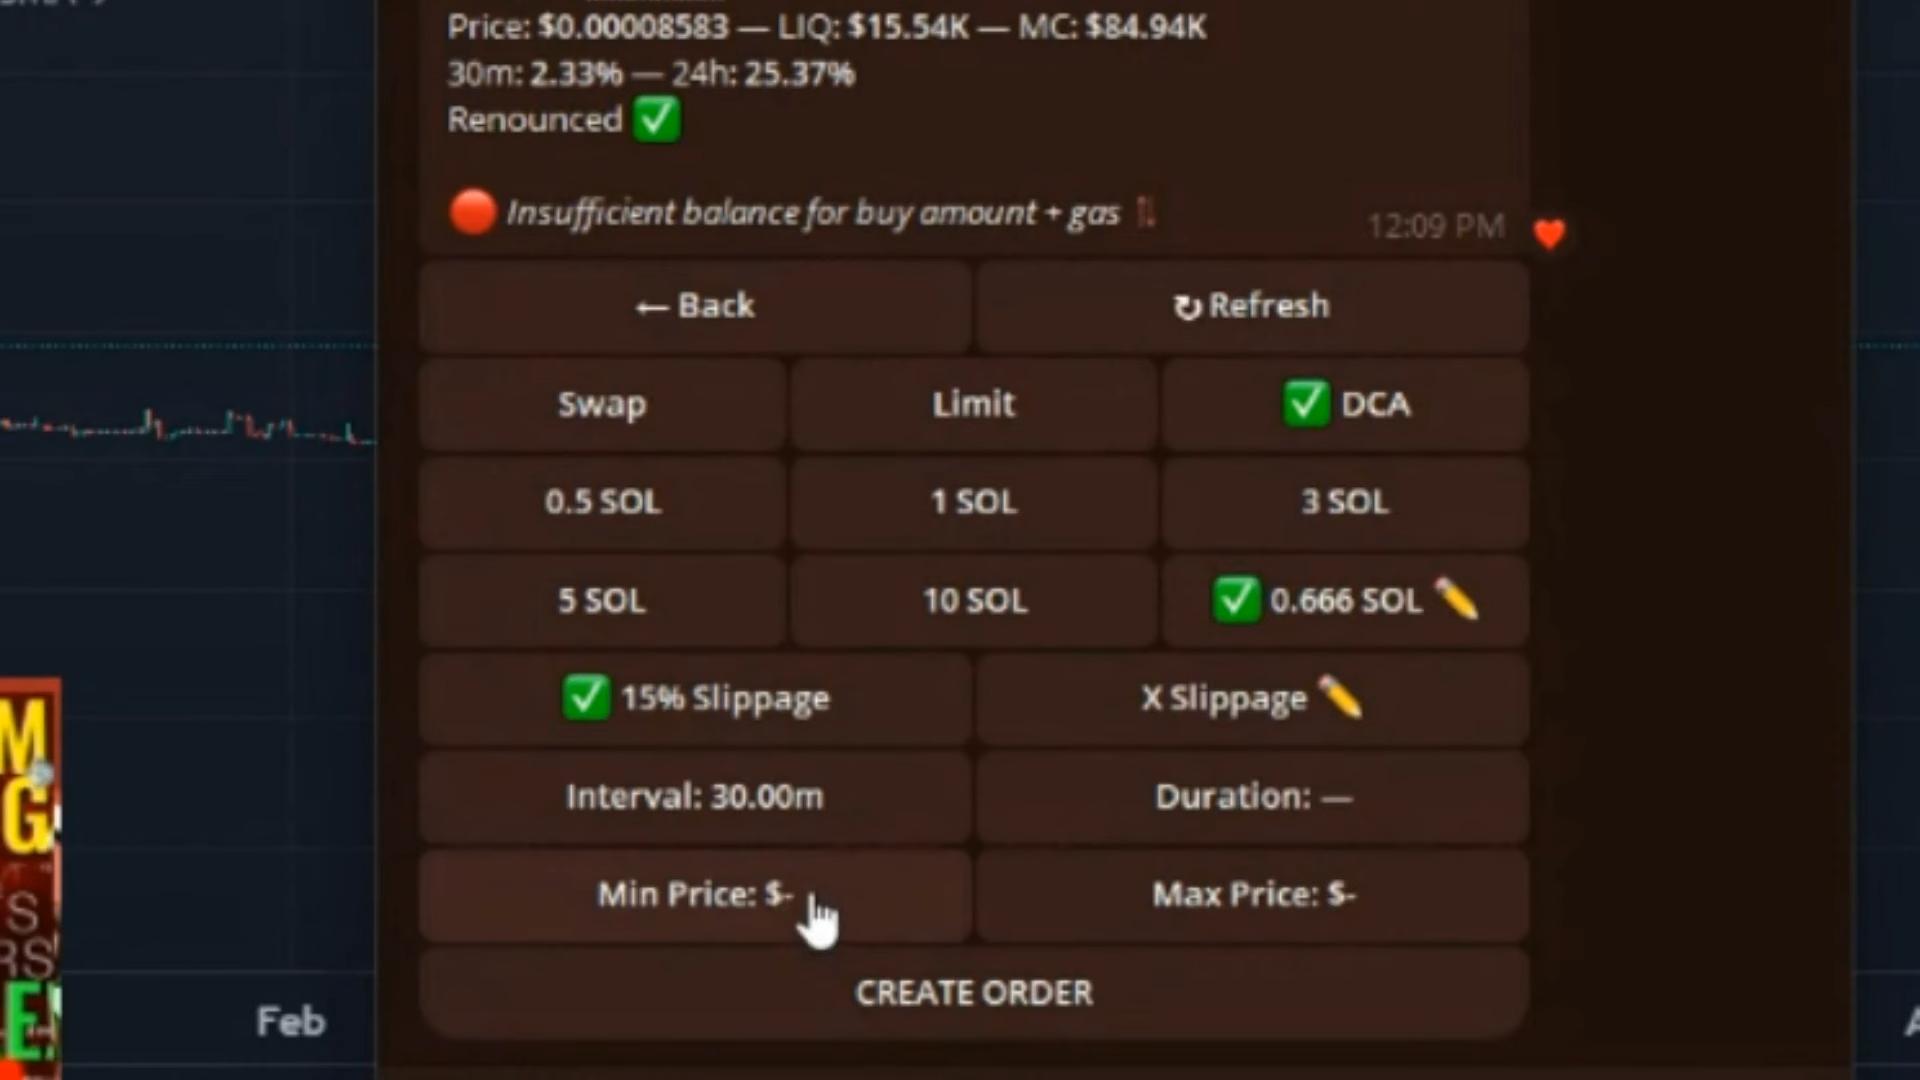 Price: $0.00008583 — LIQ: $15.54K — MC: $84.94K
30m: 2.33% — 24h: 25.37%
Renounced ✅
🔴 Insufficient balance for buy amount + gas
12:09 PM
← Back
↻ Refresh
Swap
Limit
✅ DCA
0.5 SOL
1 SOL
3 SOL
5 SOL
10 SOL
✅ 0.666 SOL ✏️
✅ 15% Slippage
X Slippage ✏️
Interval: 30.00m
Duration: —
Min Price: $-
Max Price: $-
CREATE ORDER
Feb